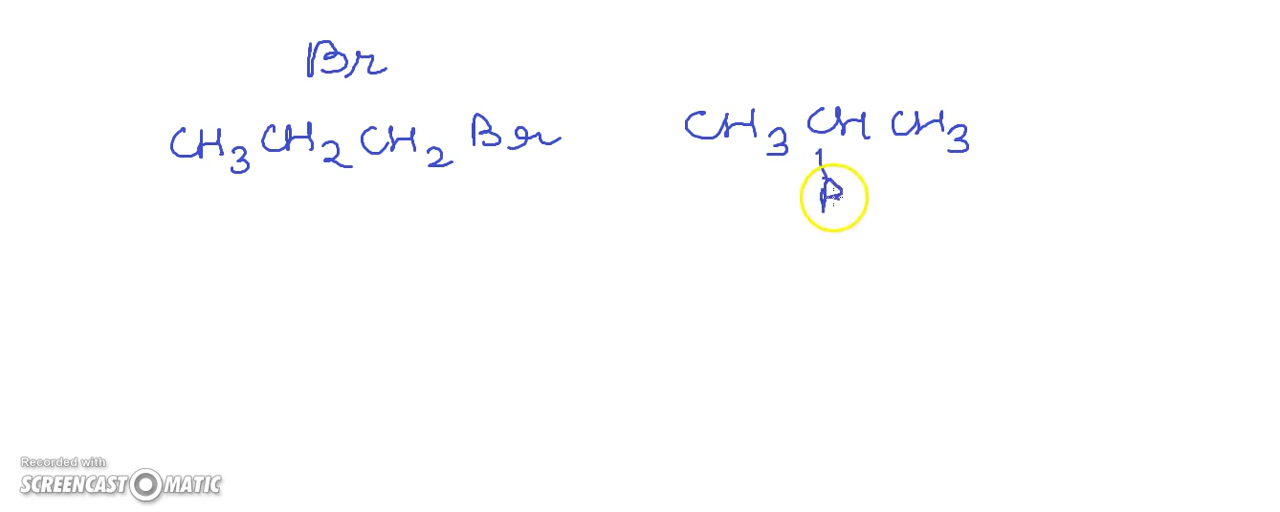 Br
CH3CH2CH2Br
CH3CHCH3
Recorded with
SCREENCAST MATIC